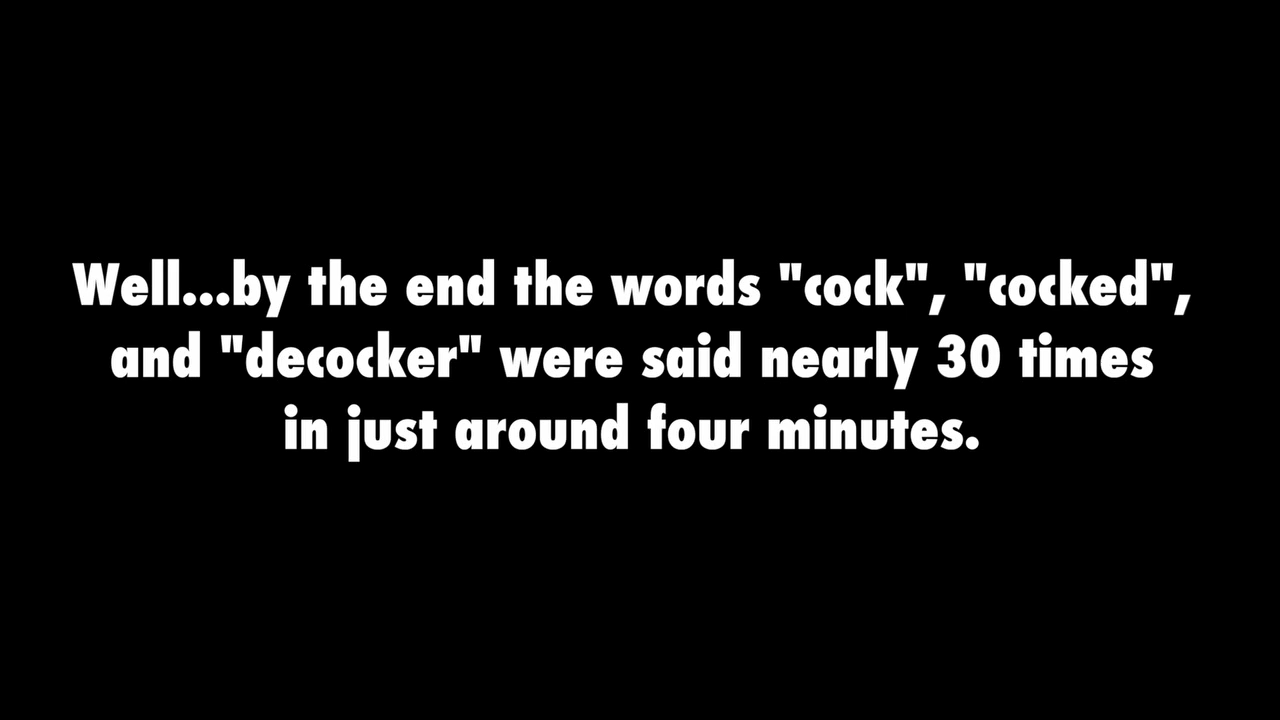 Well...by the end the words "cock", "cocked",
and "decocker" were said nearly 30 times
in just around four minutes.